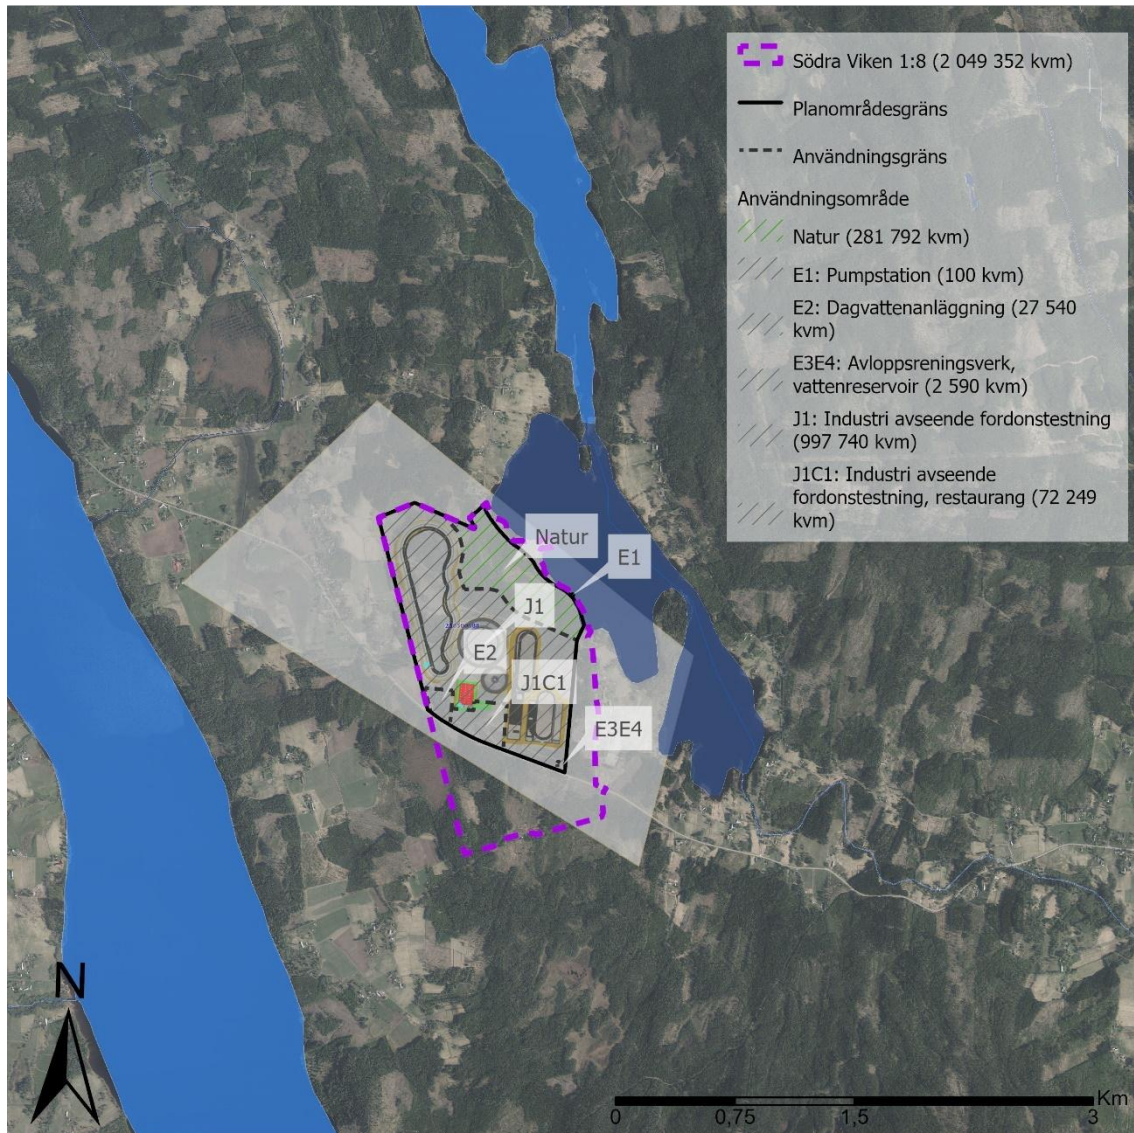 Södra Viken 1:8 (2 049 352 kvm)
Planområdesgräns
Användningsgräns
Användningsområde
Natur (281 792 kvm)
E1: Pumpstation (100 kvm)
E2: Dagvattenanläggning (27 540
kvm)
E3E4: Avloppsreningsverk,
vattenreservoir (2 590 kvm)
J1: Industri avseende fordonstestning
(997 740 kvm)
J1C1: Industri avseende
fordonstestning, restaurang (72 249
kvm)
Natur
E1
J1
E2
J1C1
E3E4
N
Km
0
0,75
1,5
3